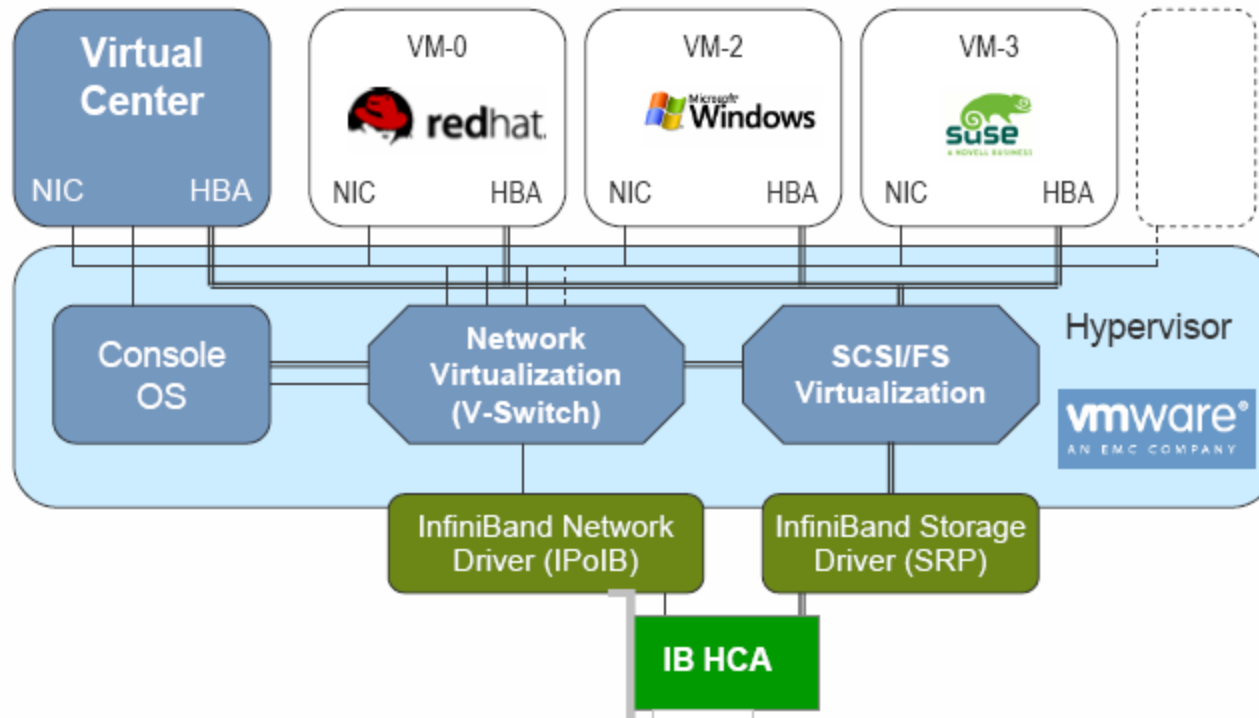 Virtual
Center
NIC HBA
VM-0
redhat.
NIC HBA
VM-2
Microsoft
Windows
NIC HBA
VM-3
suse
A NOVELL BUSINESS
NIC HBA
Console
OS
Network
Virtualization
(V-Switch)
SCSI/FS
Virtualization
Hypervisor
vmware®
AN EMC COMPANY
InfiniBand Network
Driver (IPoIB)
InfiniBand Storage
Driver (SRP)
IB HCA